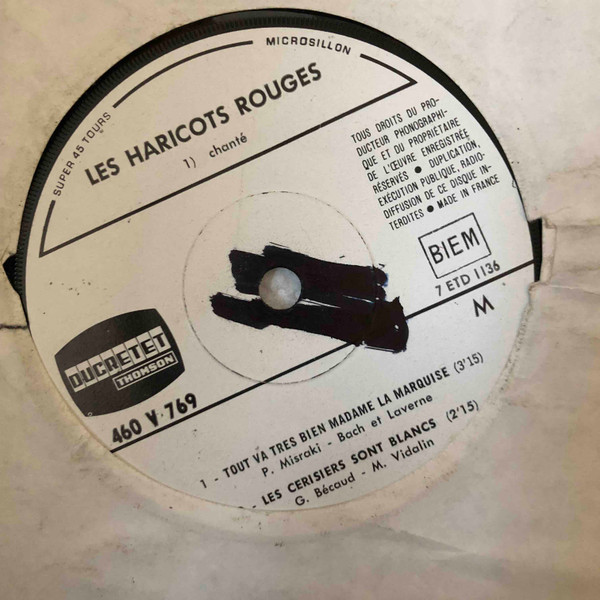 SUPER 45 TOURS
MICROSILLON
LES HARICOTS ROUGES
1) chanté
TOUS DROITS DU PRO-
DUCTEUR PHONOGRAPHI-
QUE ET DU PROPRIÉTAIRE
DE L'ŒUVRE ENREGISTRÉE
RÉSERVÉS ● DUPLICATION,
EXÉCUTION PUBLIQUE, RADIO-
DIFFUSION DE CE DISQUE IN-
TERDITES ● MADE IN FRANCE
BIEM
7 ETD 1136
M
DUCRETET
THOMSON
460 V 769
1 - TOUT VA TRES BIEN MADAME LA MARQUISE (3'15)
P. Misraki - Bach et Laverne
- LES CERISIERS SONT BLANCS (2'15)
G. Bécaud - M. Vidalin